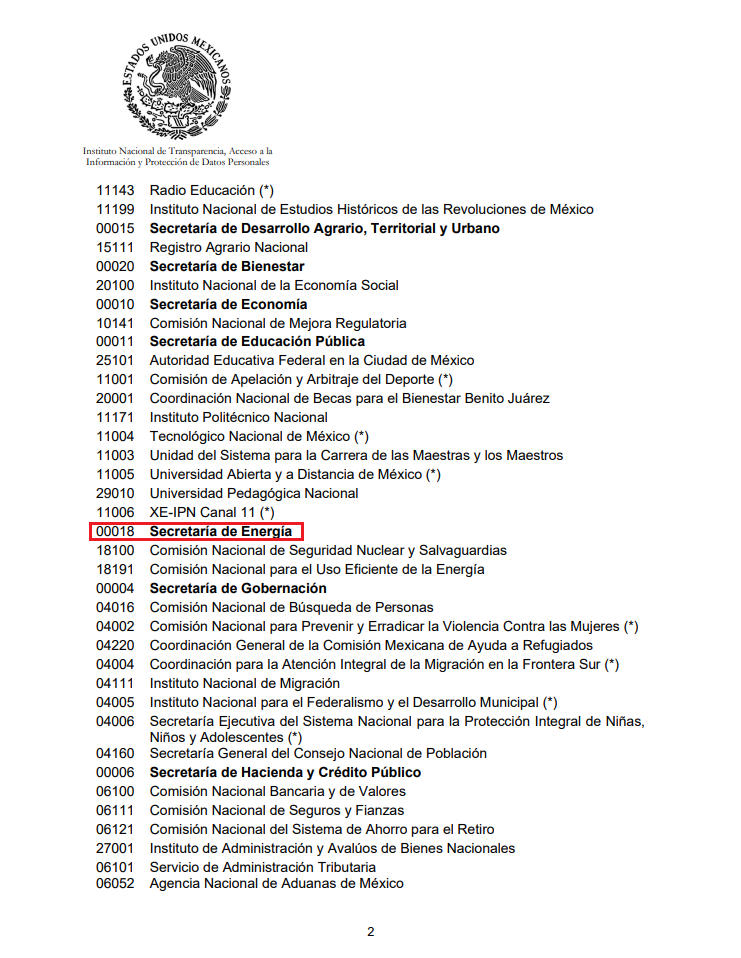 ESTADOS UNIDOS MEXICANOS
Instituto Nacional de Transparencia, Acceso a la
Información y Protección de Datos Personales
11143 Radio Educación (*)
11199 Instituto Nacional de Estudios Históricos de las Revoluciones de México
00015 Secretaría de Desarrollo Agrario, Territorial y Urbano
15111 Registro Agrario Nacional
00020 Secretaría de Bienestar
20100 Instituto Nacional de la Economía Social
00010 Secretaría de Economía
10141 Comisión Nacional de Mejora Regulatoria
00011 Secretaría de Educación Pública
25101 Autoridad Educativa Federal en la Ciudad de México
11001 Comisión de Apelación y Arbitraje del Deporte (*)
20001 Coordinación Nacional de Becas para el Bienestar Benito Juárez
11171 Instituto Politécnico Nacional
11004 Tecnológico Nacional de México (*)
11003 Unidad del Sistema para la Carrera de las Maestras y los Maestros
11005 Universidad Abierta y a Distancia de México (*)
29010 Universidad Pedagógica Nacional
11006 XE-IPN Canal 11 (*)
00018 Secretaría de Energía
18100 Comisión Nacional de Seguridad Nuclear y Salvaguardias
18191 Comisión Nacional para el Uso Eficiente de la Energía
00004 Secretaría de Gobernación
04016 Comisión Nacional de Búsqueda de Personas
04002 Comisión Nacional para Prevenir y Erradicar la Violencia Contra las Mujeres (*)
04220 Coordinación General de la Comisión Mexicana de Ayuda a Refugiados
04004 Coordinación para la Atención Integral de la Migración en la Frontera Sur (*)
04111 Instituto Nacional de Migración
04005 Instituto Nacional para el Federalismo y el Desarrollo Municipal (*)
04006 Secretaría Ejecutiva del Sistema Nacional para la Protección Integral de Niñas,
Niños y Adolescentes (*)
04160 Secretaría General del Consejo Nacional de Población
00006 Secretaría de Hacienda y Crédito Público
06100 Comisión Nacional Bancaria y de Valores
06111 Comisión Nacional de Seguros y Fianzas
06121 Comisión Nacional del Sistema de Ahorro para el Retiro
27001 Instituto de Administración y Avalúos de Bienes Nacionales
06101 Servicio de Administración Tributaria
06052 Agencia Nacional de Aduanas de México
2